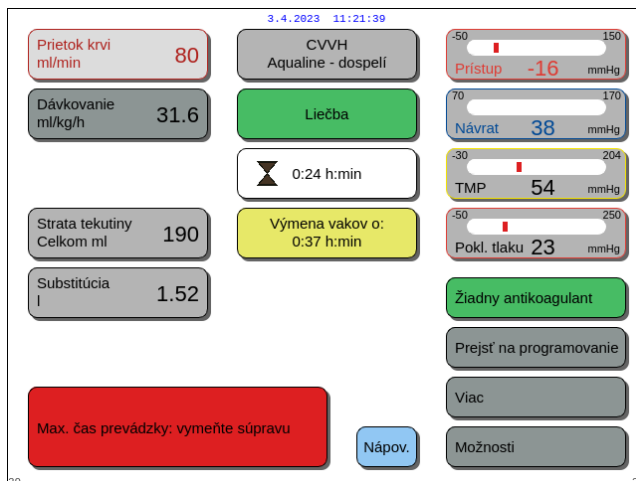 3.4.2023 11:21:39
Prietok krvi
ml/min
80
CVVH
Aqualine - dospelí
-50
150
Prístup
-16
mmHg
Dávkovanie
ml/kg/h
31.6
Liečba
70
170
Návrat
38
mmHg
0:24 h:min
-30
204
TMP
54
mmHg
Strata tekutiny
Celkom ml
190
Výmena vakov o:
0:37 h:min
-50
250
Pokl. tlaku
23
mmHg
Substitúcia
l
1.52
Žiadny antikoagulant
Prejsť na programovanie
Viac
Max. čas prevádzky: vymeňte súpravu
Nápov.
Možnosti